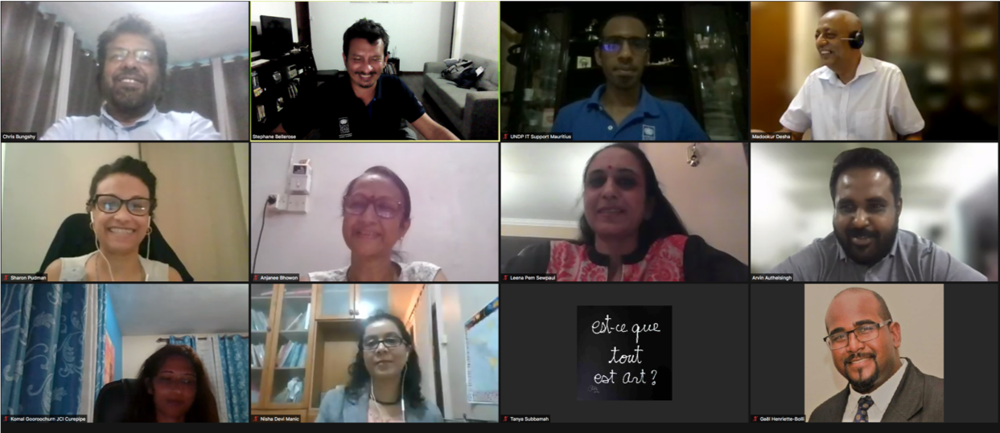 Chris Bungshy
Stephane Bellerose
UNDP IT Support Mauritius
Madookur Desha
Sharon Pudman
Anjanee Bhowon
Leena Pem Sewpaul
Arvin Authelsingh
est-ce que
tout
est art?
Komal Gooroochurn JCI Curepipe
Nisha Devi Manic
Tanya Subbamah
Gaël Henriette-Bolli